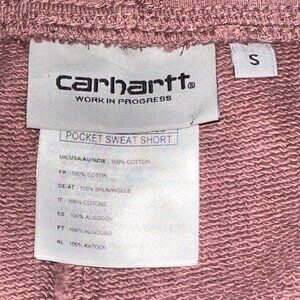 carhartt®
WORK IN PROGRESS
S
POCKET SWEAT SHORT
UK/USA/AU/NZ/IE : 100% COTTON
FR : 100% COTON
DE/AT : 100% BAUMWOLLE
IT : 100% COTONE
ES : 100% ALGODON
PT : 100% ALGODAO
NL : 100% KATOEN